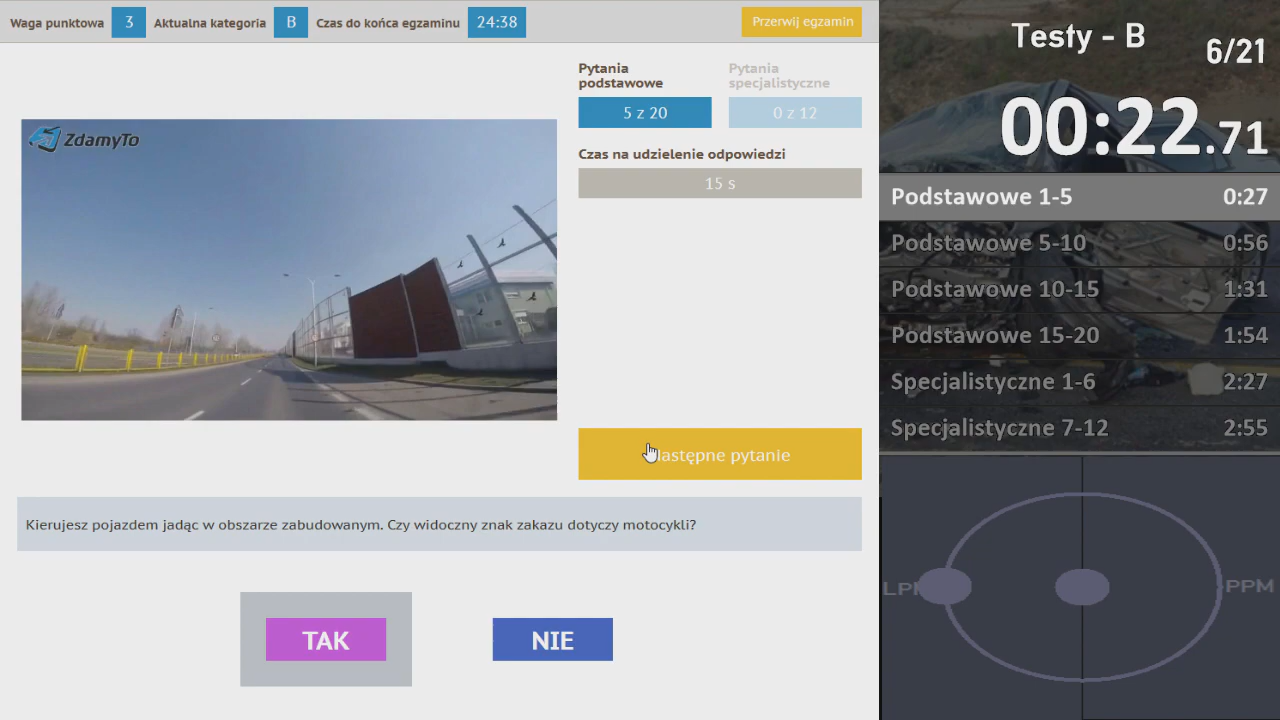 Waga punktowa 3 Aktualna kategoria B Czas do końca egzaminu 24:38 Przerwij egzamin
Pytania podstawowe
5 z 20
Pytania specjalistyczne
0 z 12
Czas na udzielenie odpowiedzi
15 s
ZdamyTo
pytanie
Kierujesz pojazdem jadąc w obszarze zabudowanym. Czy widoczny znak zakazu dotyczy motocykli?
TAK
NIE
Testy - B
6/21
00:22.71
Podstawowe 1-5 0:27
Podstawowe 5-10 0:56
Podstawowe 10-15 1:31
Podstawowe 15-20 1:54
Specjalistyczne 1-6 2:27
Specjalistyczne 7-12 2:55
PPM